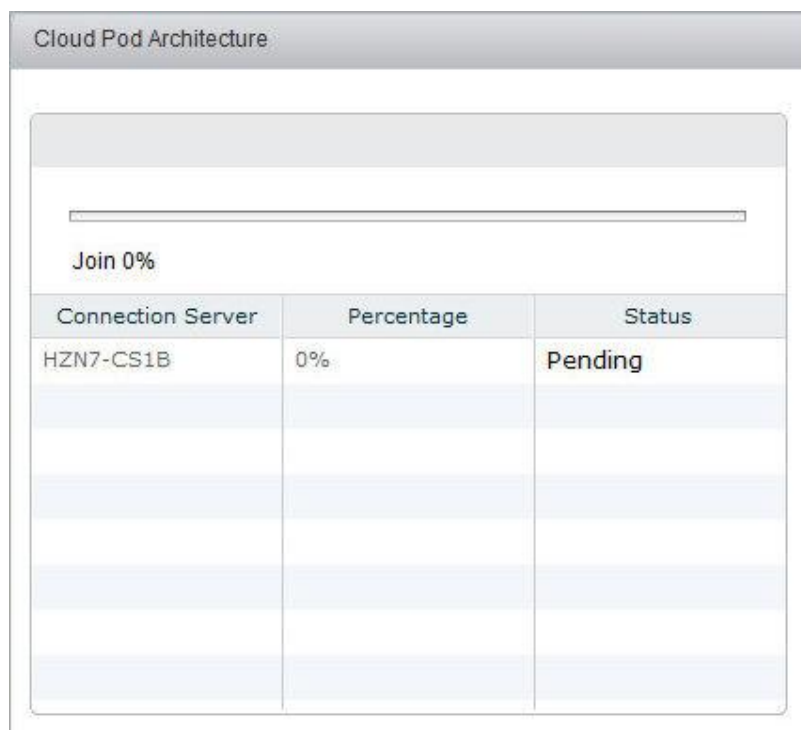 Cloud Pod Architecture
Join 0%
Connection Server Percentage Status
HZN7-CS1B 0% Pending